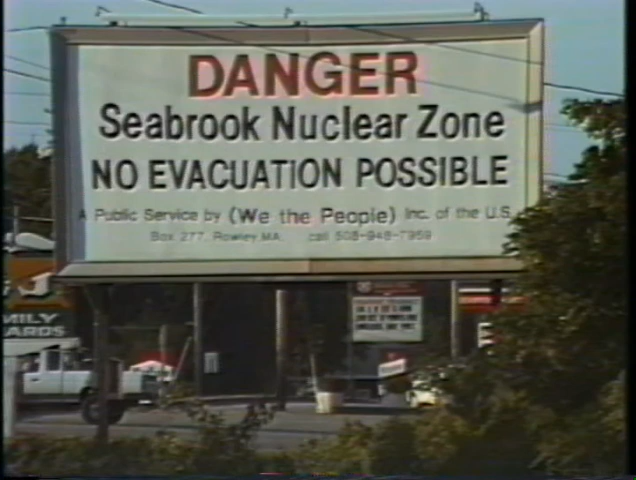 DANGER
Seabrook Nuclear Zone
NO EVACUATION POSSIBLE
A Public Service by (We the People) Inc. of the U.S.
Box 277, Rowley, MA. call 508-948-7959
MILY
ARDS